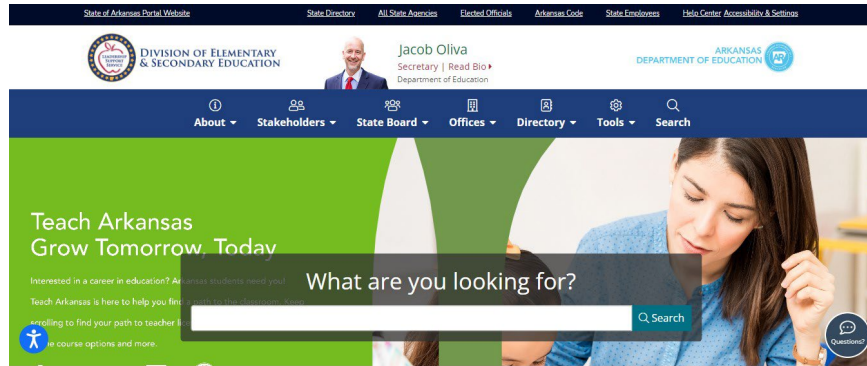 State of Arkansas Portal Website
State Directory
All State Agencies
Elected Officials
Arkansas Code
State Employees
Help Center Accessibility & Settings
LEADERSHIP
SUPPORT
SERVICE
DIVISION OF ELEMENTARY
& SECONDARY EDUCATION
Jacob Oliva
Secretary | Read Bio
Department of Education
ARKANSAS
DEPARTMENT OF EDUCATION
About
Stakeholders
State Board
Offices
Directory
Tools
Search
Teach Arkansas
Grow Tomorrow, Today
Interested in a career in education? Arkansas students need you!
Teach Arkansas is here to help you find a path to the classroom. Keep
scrolling to find your path to teacher
course options and more.
What are you looking for?
Search
Questions?